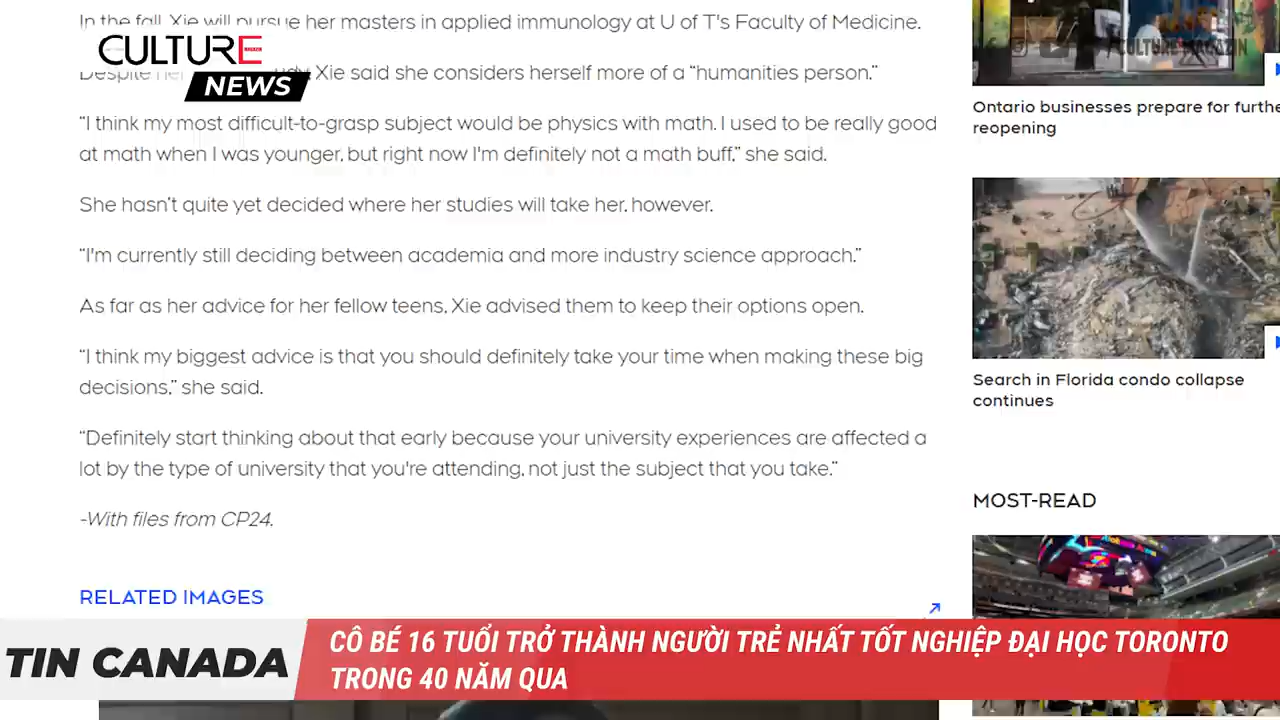 In the fall, Xie will pursue her masters in applied immunology at U of T's Faculty of Medicine.
CULTURE
NEWS
Despite her Xie said she considers herself more of a “humanities person.”
“I think my most difficult-to-grasp subject would be physics with math. I used to be really good
at math when I was younger, but right now I'm definitely not a math buff,” she said.
She hasn’t quite yet decided where her studies will take her, however.
“I'm currently still deciding between academia and more industry science approach.”
As far as her advice for her fellow teens, Xie advised them to keep their options open.
“I think my biggest advice is that you should definitely take your time when making these big
decisions,” she said.
“Definitely start thinking about that early because your university experiences are affected a
lot by the type of university that you're attending, not just the subject that you take.”
-With files from CP24.
RELATED IMAGES
/CULTUREMAGAZIN
Ontario businesses prepare for furthe
reopening
Search in Florida condo collapse
continues
MOST-READ
TIN CANADA
CÔ BÉ 16 TUỔI TRỞ THÀNH NGƯỜI TRẺ NHẤT TỐT NGHIỆP ĐẠI HỌC TORONTO
TRONG 40 NĂM QUA